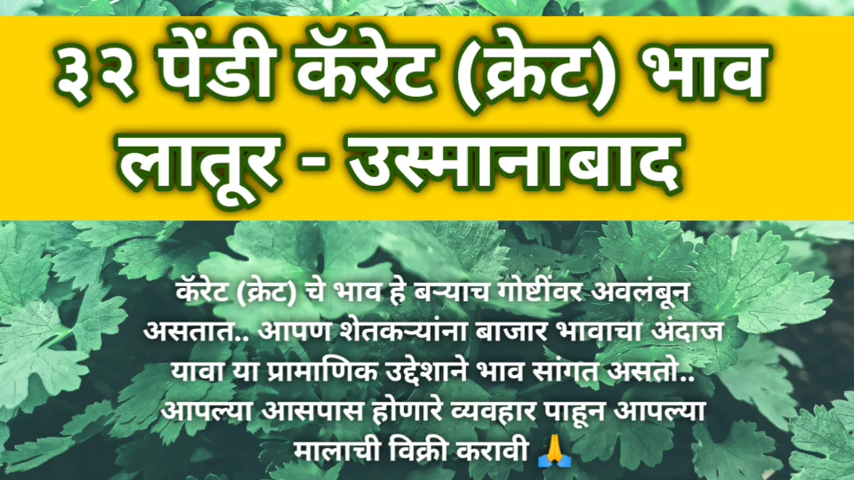 ३२ पेंडी कॅरेट (क्रेट) भाव
लातूर - उस्मानाबाद
कॅरेट (क्रेट) चे भाव हे बऱ्याच गोष्टींवर अवलंबून
असतात.. आपण शेतकऱ्यांना बाजार भावाचा अंदाज
यावा या प्रामाणिक उद्देशाने भाव सांगत असतो..
आपल्या आसपास होणारे व्यवहार पाहून आपल्या
मालाची विक्री करावी 🙏